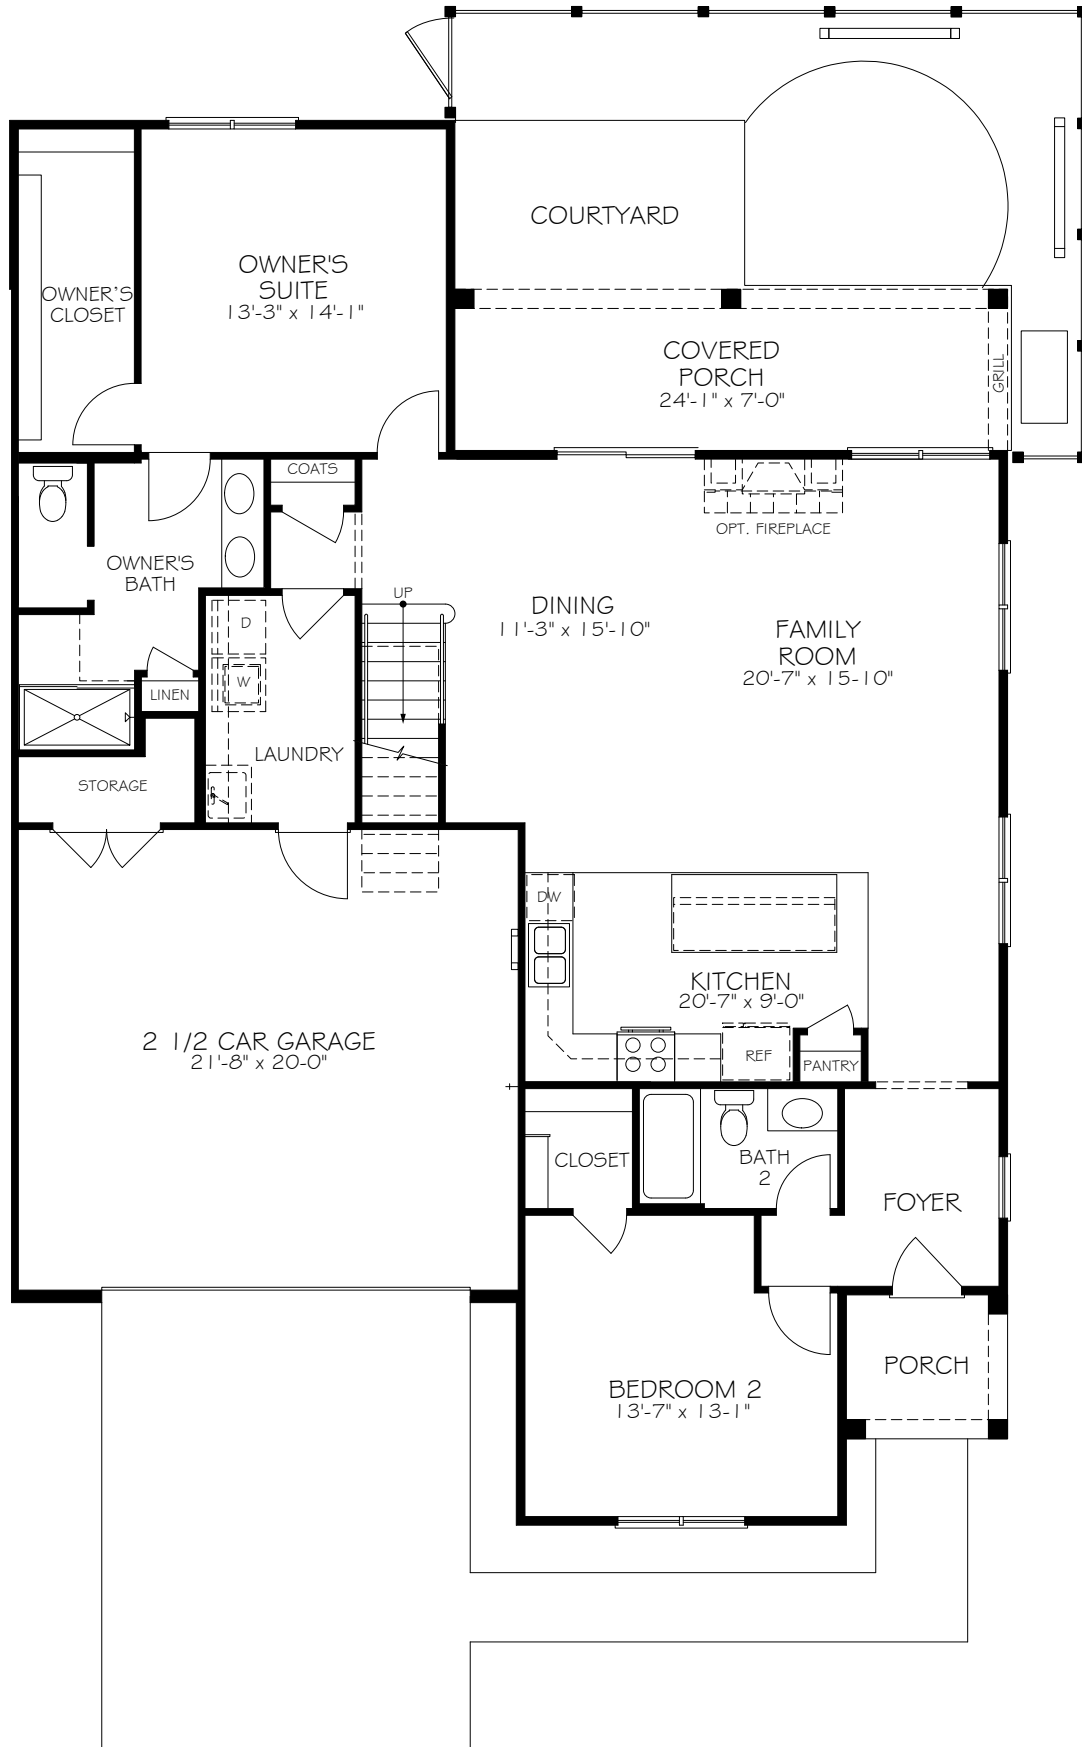 COURTYARD
OWNER'S
SUITE
13'-3" x 14'-1"
OWNER'S
CLOSET
COVERED
PORCH
24'-1" x 7'-0"
GRILL
COATS
OPT. FIREPLACE
OWNER'S
BATH
UP
DINING
11'-3" x 15'-10"
D
FAMILY
ROOM
20'-7" x 15-10"
W
LINEN
LAUNDRY
STORAGE
DW
KITCHEN
20'-7" x 9'-0"
2 1/2 CAR GARAGE
21'-8" x 20-0"
REF
PANTRY
CLOSET
BATH
2
FOYER
PORCH
BEDROOM 2
13'-7" x 13-1"